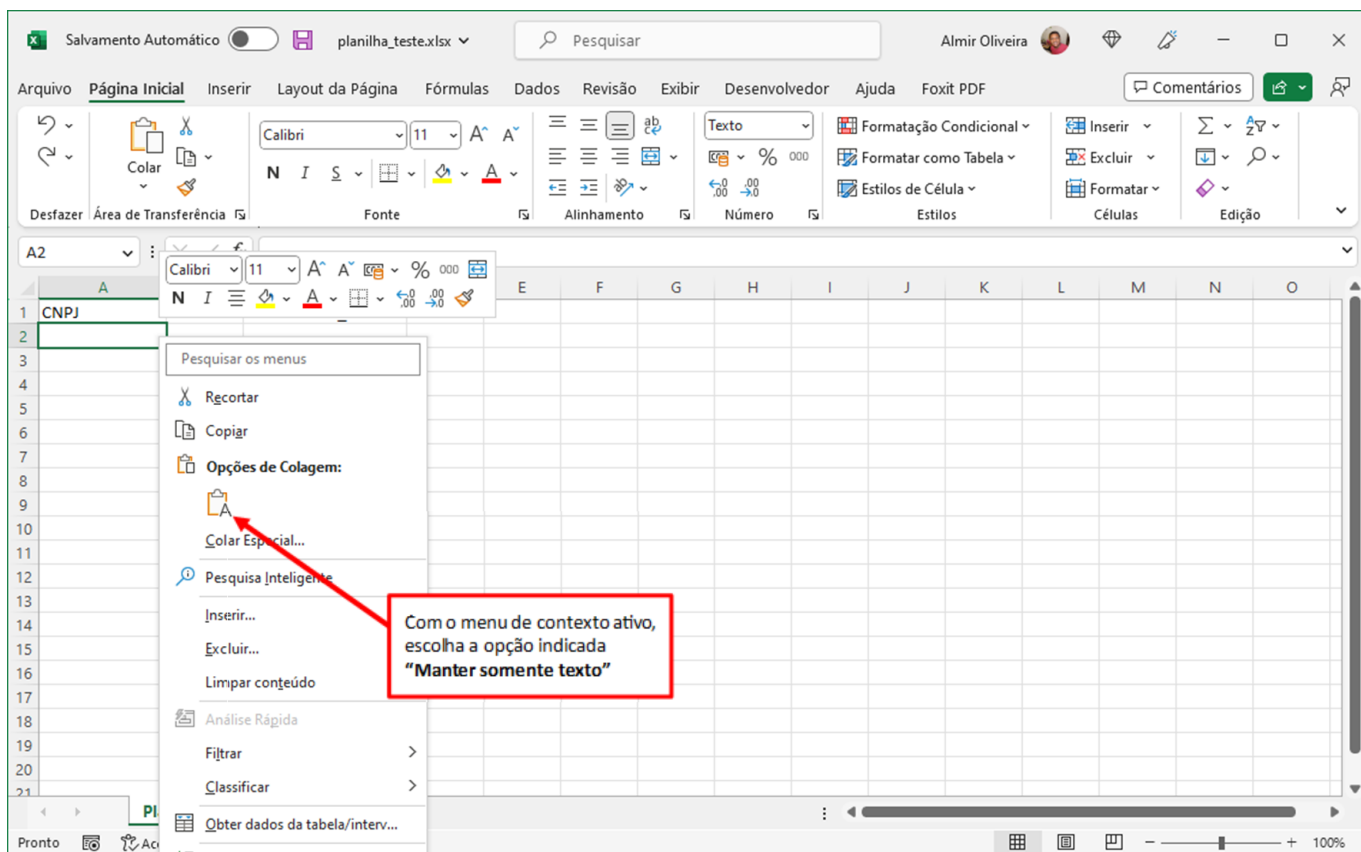 Salvamento Automático
planilha_teste.xlsx
Pesquisar
Almir Oliveira
Arquivo Página Inicial Inserir Layout da Página Fórmulas Dados Revisão Exibir Desenvolvedor Ajuda Foxit PDF Comentários
Colar
Calibri 11
N I S
ab
Texto
% 000
Formatação Condicional
Formatar como Tabela
Estilos de Célula
Inserir
Excluir
Formatar
Desfazer Área de Transferência Fonte Alinhamento Número Estilos Células Edição
A2
Calibri 11 % 000
N I A
A E F G H I J K L M N O
1 CNPJ
2
3
4
5
6
7
8
9
10
11
12
13
14
15
16
17
18
19
20
21
Pesquisar os menus
Recortar
Copiar
Opções de Colagem:
Colar Especial...
Pesquisa Inteligente
Inserir...
Excluir...
Limpar conteúdo
Análise Rápida
Filtrar
Classificar
Obter dados da tabela/interv...
Com o menu de contexto ativo,
escolha a opção indicada
“Manter somente texto”
Pronto
100%